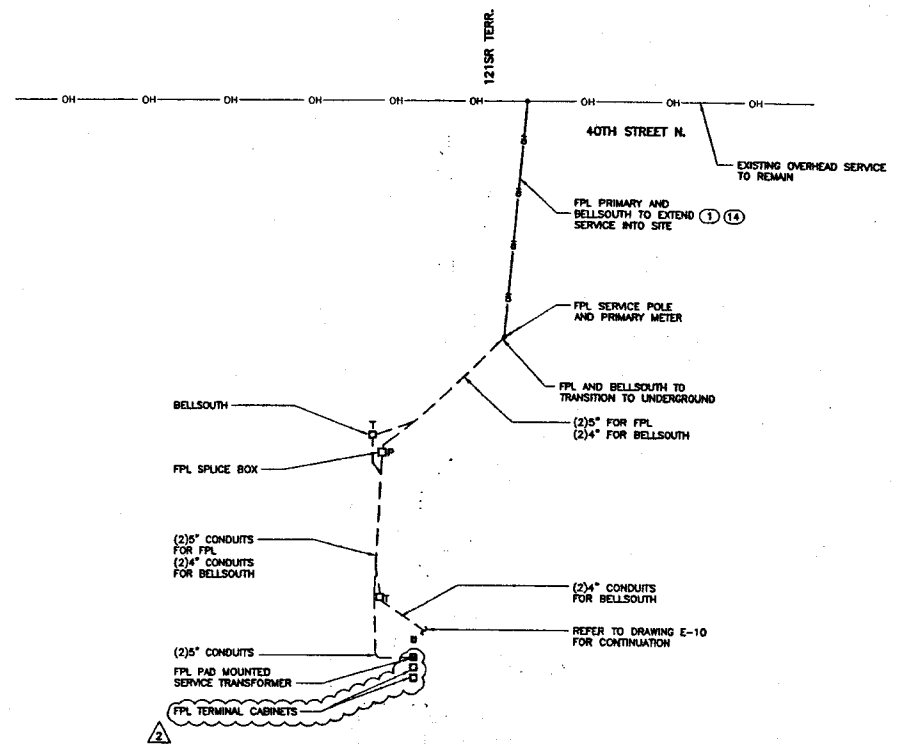 121SR TERR.
OH OH OH OH OH OH OH OH OH
40TH STREET N.
EXISTING OVERHEAD SERVICE
TO REMAIN
FPL PRIMARY AND
BELLSOUTH TO EXTEND 1 14
SERVICE INTO SITE
FPL SERVICE POLE
AND PRIMARY METER
FPL AND BELLSOUTH TO
TRANSITION TO UNDERGROUND
BELLSOUTH
T
(2)5" FOR FPL
(2)4" FOR BELLSOUTH
P
FPL SPLICE BOX
(2)5" CONDUITS
FOR FPL
(2)4" CONDUITS
FOR BELLSOUTH
(2)4" CONDUITS
FOR BELLSOUTH
T
REFER TO DRAWING E-10
FOR CONTINUATION
(2)5" CONDUITS
FPL PAD MOUNTED
SERVICE TRANSFORMER
FPL TERMINAL CABINETS
2